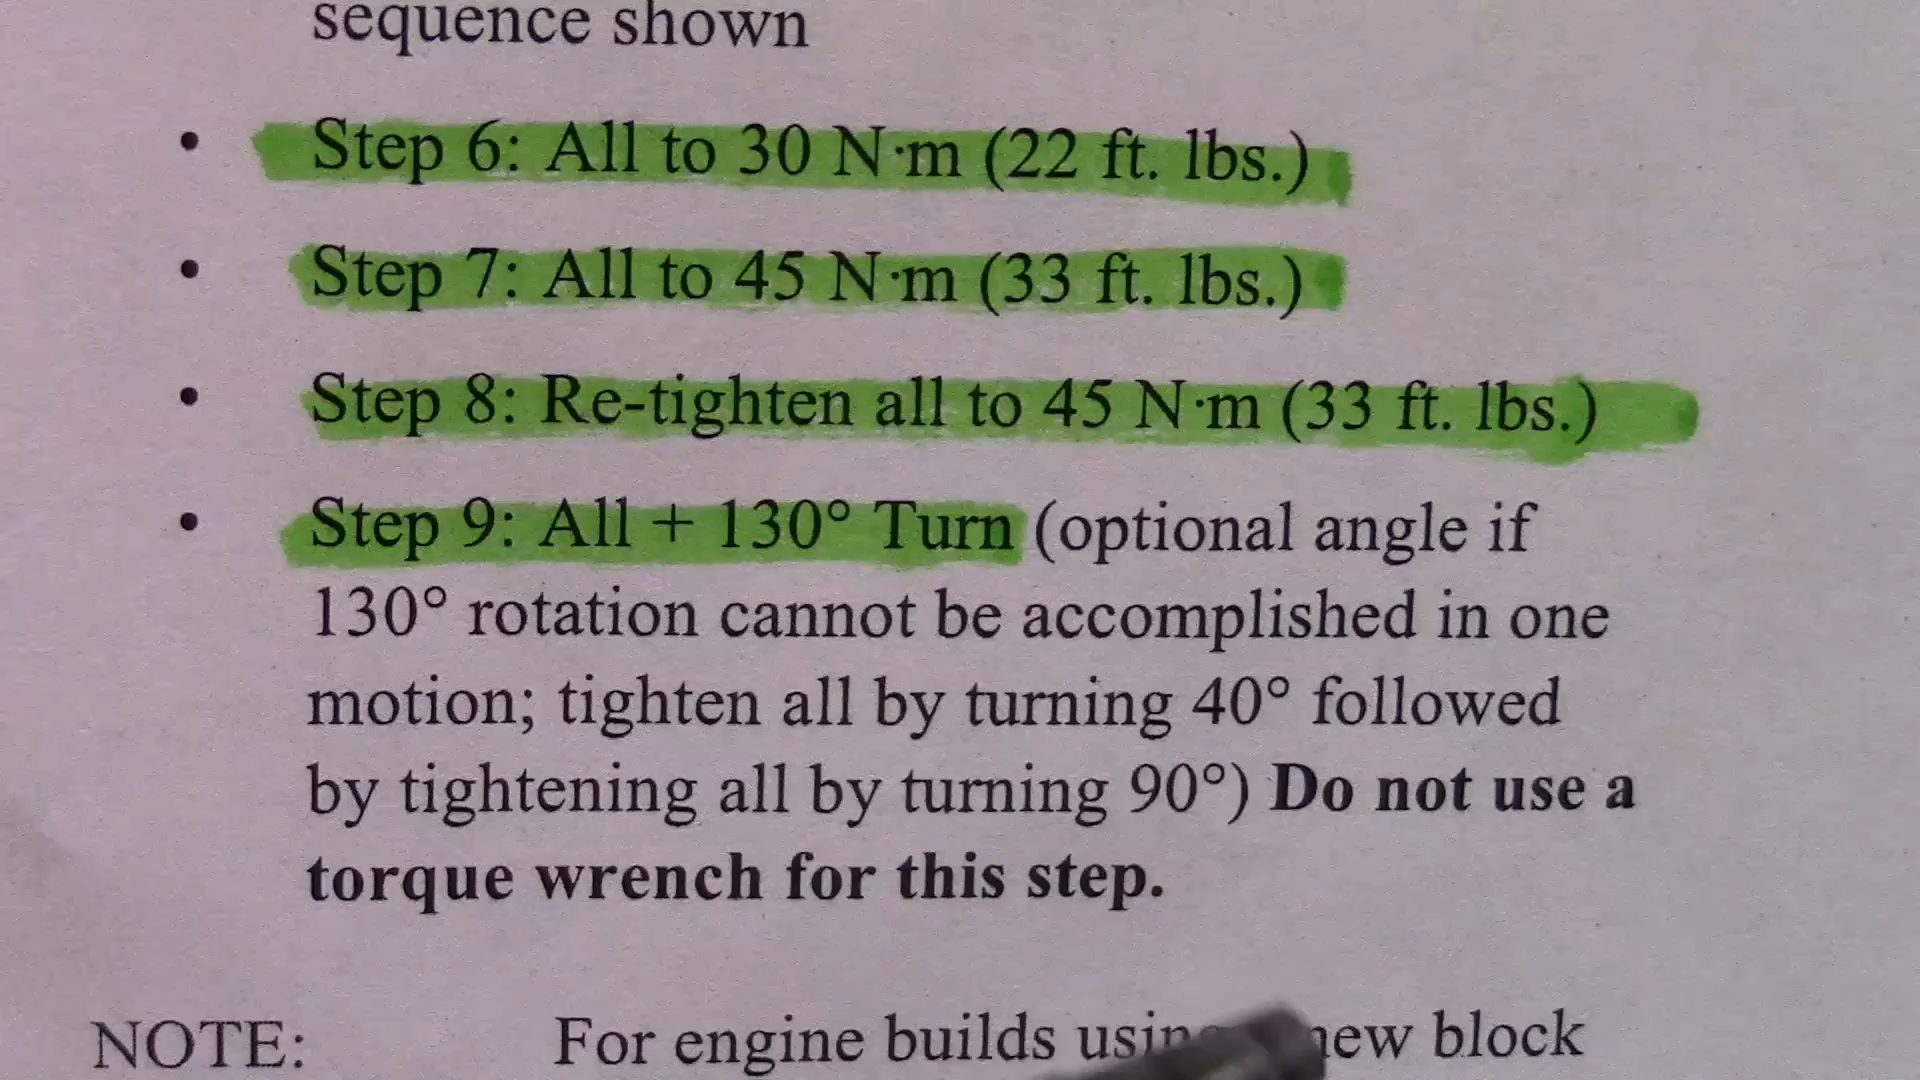 sequence shown
• Step 6: All to 30 N·m (22 ft. lbs.)
• Step 7: All to 45 N·m (33 ft. lbs.)
• Step 8: Re-tighten all to 45 N·m (33 ft. lbs.)
• Step 9: All + 130° Turn (optional angle if
130° rotation cannot be accomplished in one
motion; tighten all by turning 40° followed
by tightening all by turning 90°) Do not use a
torque wrench for this step.
NOTE: For engine builds using new block